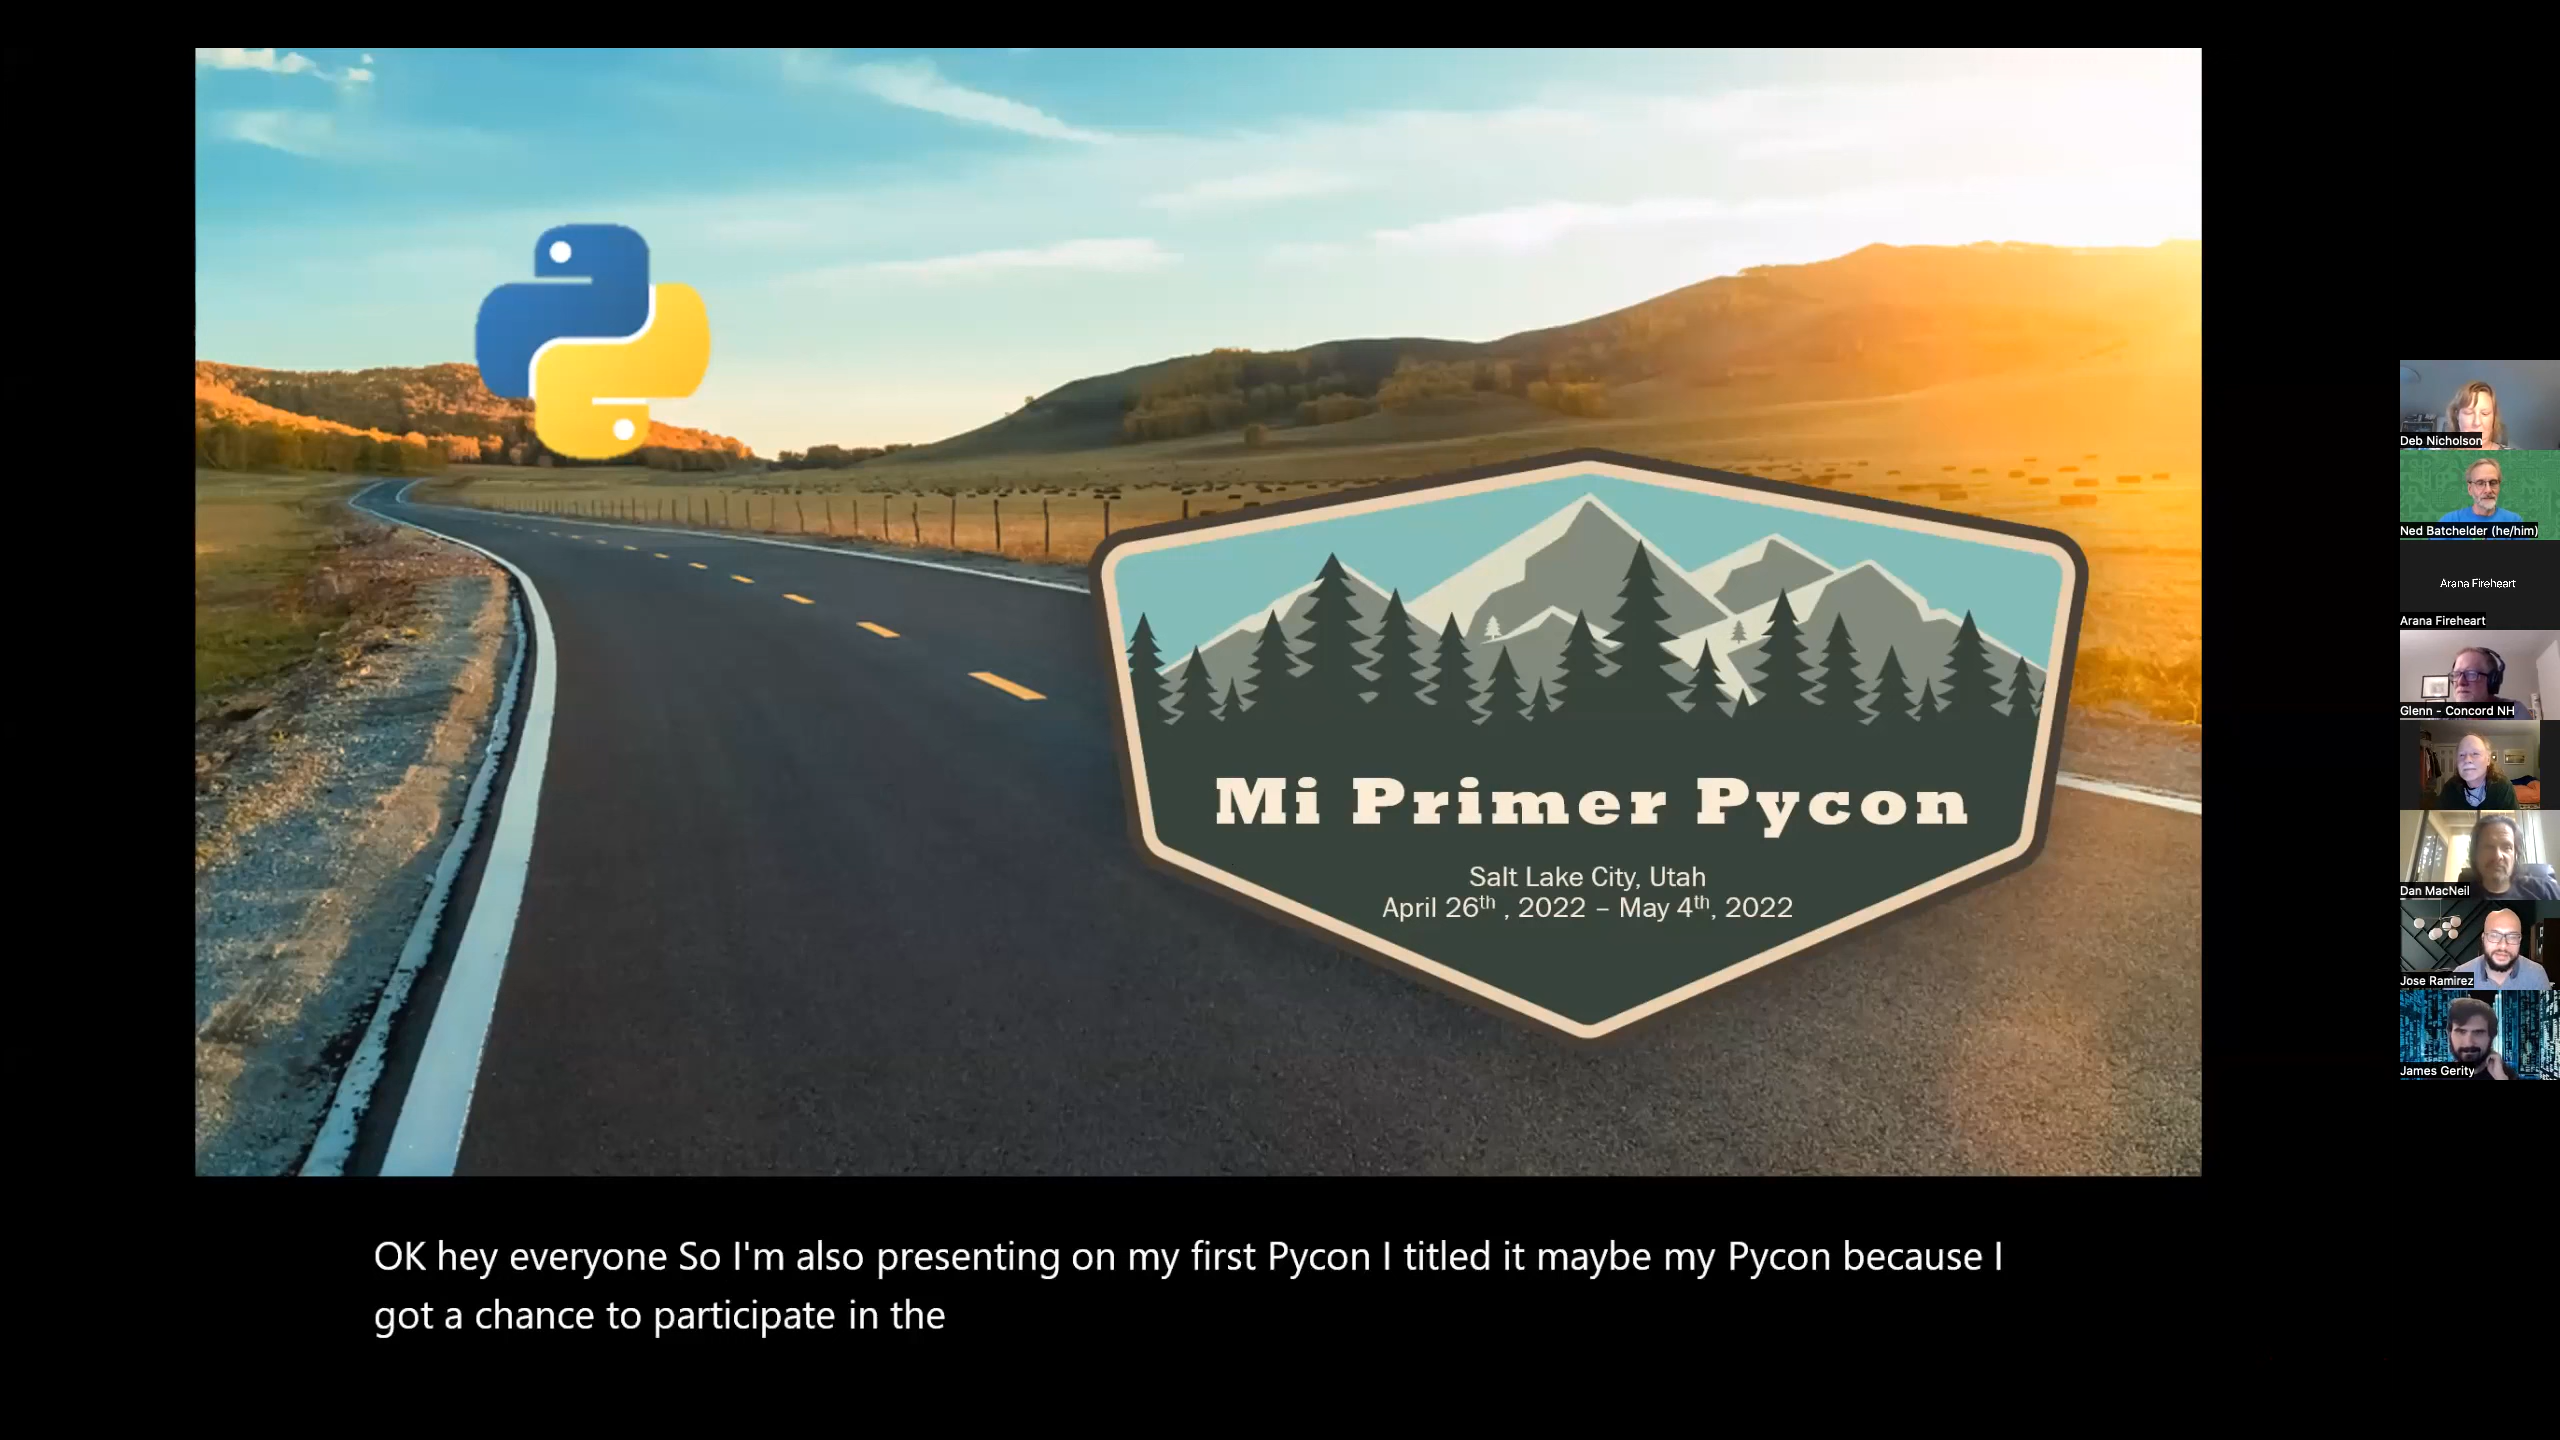 Mi Primer Pycon
Salt Lake City, Utah
April 26th , 2022 – May 4th, 2022
OK hey everyone So I'm also presenting on my first Pycon I titled it maybe my Pycon because I
got a chance to participate in the
Deb Nicholson
Ned Batchelder (he/him)
Arana Fireheart
Arana Fireheart
Glenn - Concord NH
Dan MacNeil
Jose Ramirez
James Gerity